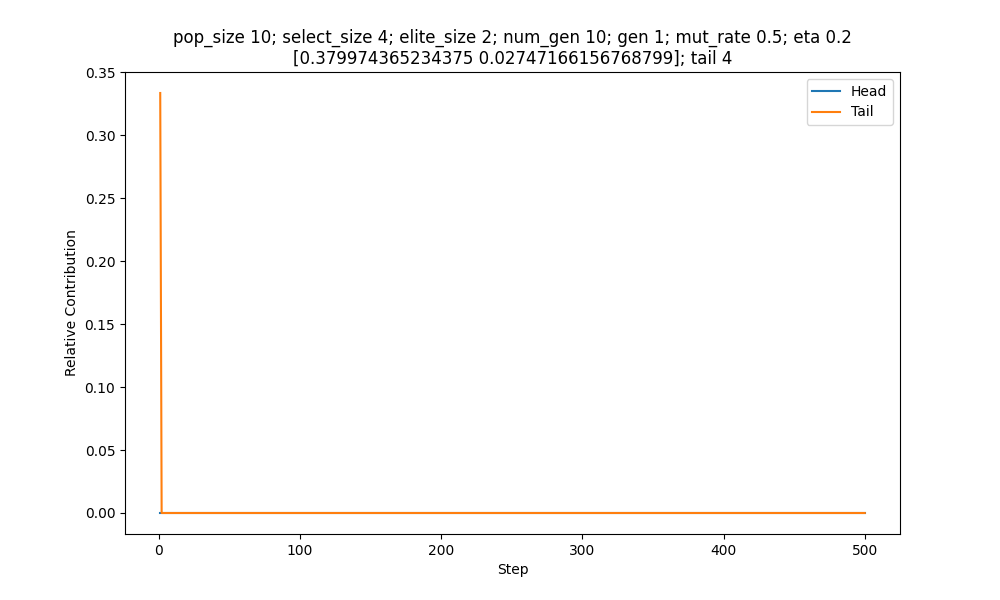 pop_size 10; select_size 4; elite_size 2; num_gen 10; gen 1; mut_rate 0.5; eta 0.2
[0.379974365234375 0.02747166156768799]; tail 4
Head
Tail
0.35
0.30
0.25
0.20
0.15
0.10
0.05
0.00
Relative Contribution
0
100
200
300
400
500
Step